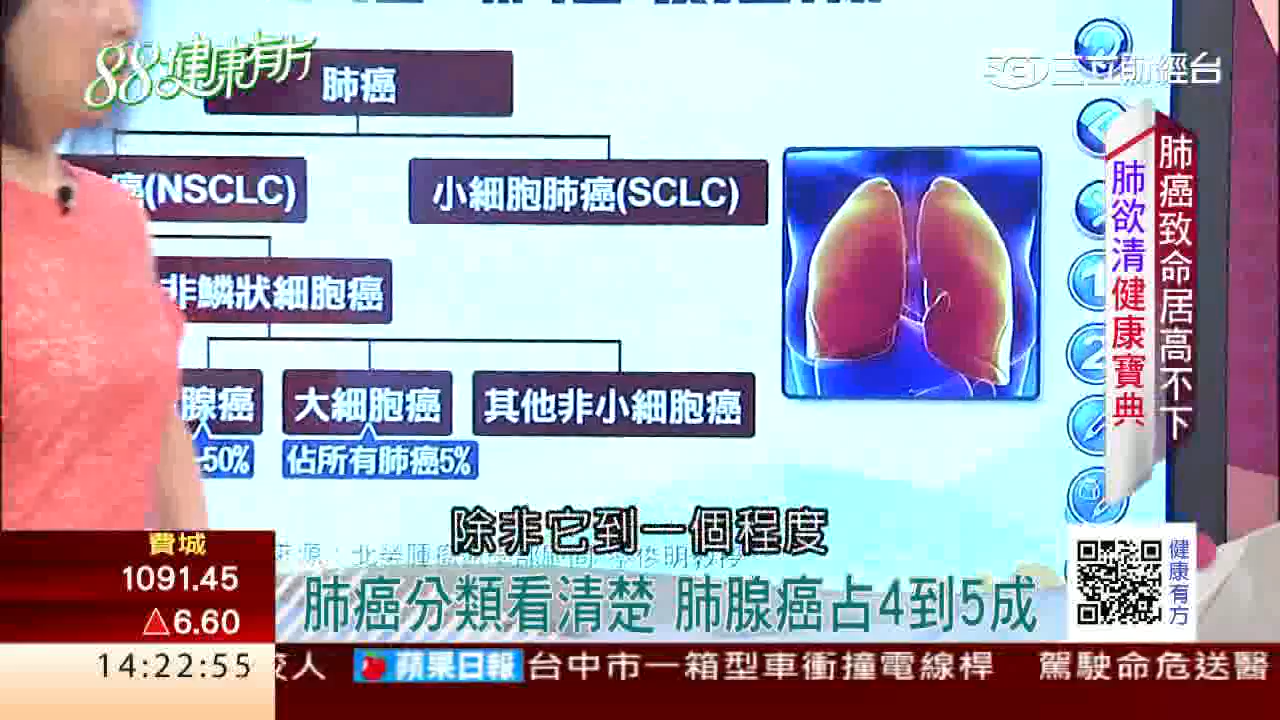 88健康有方
三立財經台
肺癌
癌(NSCLC)
小細胞肺癌(SCLC)
非鱗狀細胞癌
腺癌
大細胞癌
其他非小細胞癌
50%
佔所有肺癌5%
肺癌致命居高不下
肺欲清健康寶典
除非它到一個程度
肺癌分類看清楚 肺腺癌占4到5成
健康有方
費城
1091.45
△6.60
14:22:55
人 蘋果日報 台中市一箱型車衝撞電線桿 駕駛命危送醫